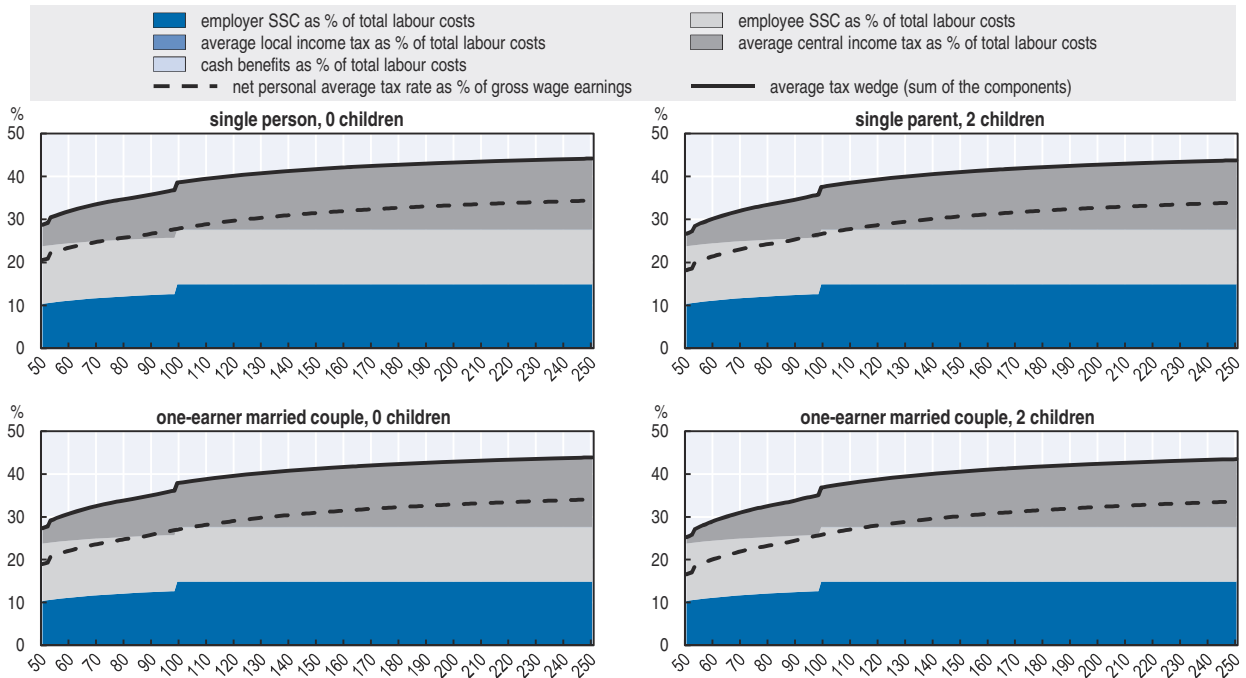 employer SSC as % of total labour costs
employee SSC as % of total labour costs
average local income tax as % of total labour costs
average central income tax as % of total labour costs
cash benefits as % of total labour costs
net personal average tax rate as % of gross wage earnings
average tax wedge (sum of the components)
%
single person, 0 children
50
40
30
20
10
0
50 60 70 80 90 100 110 120 130 140 150 160 170 180 190 200 210 220 230 240 250
%
single parent, 2 children
50
40
30
20
10
0
50 60 70 80 90 100 110 120 130 140 150 160 170 180 190 200 210 220 230 240 250
%
one-earner married couple, 0 children
50
40
30
20
10
0
50 60 70 80 90 100 110 120 130 140 150 160 170 180 190 200 210 220 230 240 250
%
one-earner married couple, 2 children
50
40
30
20
10
0
50 60 70 80 90 100 110 120 130 140 150 160 170 180 190 200 210 220 230 240 250